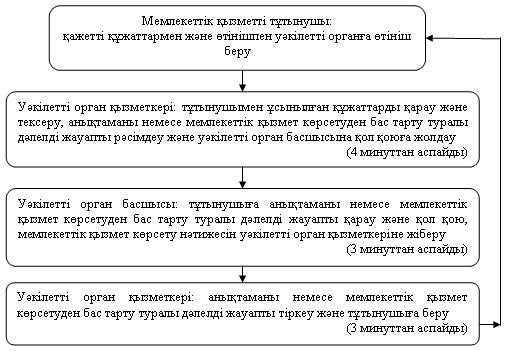 Мемлекеттік қызметті тұтынушы:
қажетті құжаттармен және өтінішпен уәкілетті органға өтініш
беру
Уәкілетті орган қызметкері: тұтынушымен ұсынылған құжаттарды қарау және
тексеру, анықтаманы немесе мемлекеттік қызмет көрсетуден бас тарту туралы
дәлелді жауапты рәсімдеу және уәкілетті орган басшысына қол қоюға жолдау
(4 минуттан аспайды)
Уәкілетті орган басшысы: тұтынушыға анықтаманы немесе мемлекеттік
қызмет көрсетуден бас тарту туралы дәлелді жауапты қарау және қол қою,
мемлекеттік қызмет көрсету нәтижесін уәкілетті орган қызметкеріне жіберу
(3 минуттан аспайды)
Уәкілетті орган қызметкері: анықтаманы немесе мемлекеттік қызмет
көрсетуден бас тарту туралы дәлелді жауапты тіркеу және тұтынушыға беру
(3 минуттан аспайды)